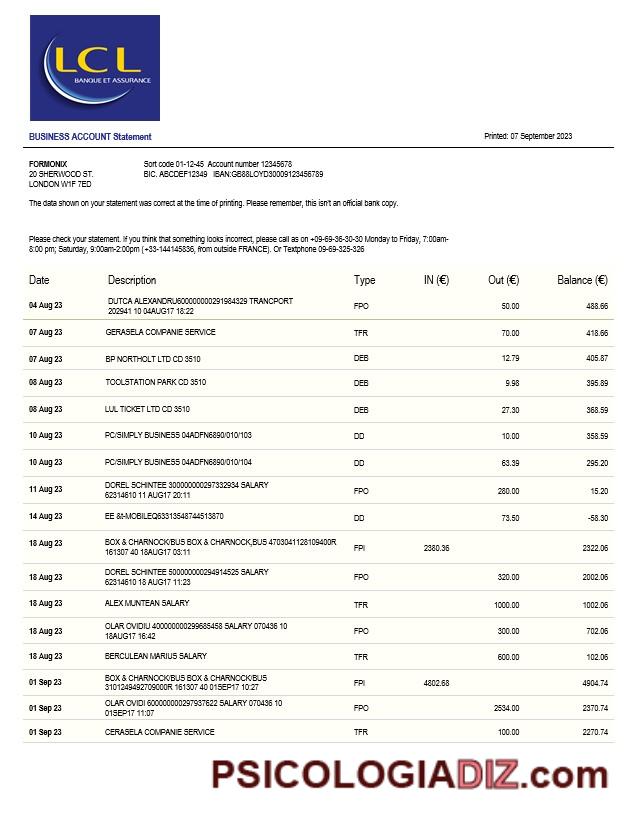 LCL
BANQUE ET ASSURANCE
BUSINESS ACCOUNT Statement Printed: 07 September 2023
FORMONIX Sort code 01-12-45 Account number 12345678
20 SHERWOOD ST. BIC. ABCDEF12349 IBAN:GB88LOYD30009123456789
LONDON W1F 7ED
The data shown on your statement was correct at the time of printing. Please remember, this isn't an official bank copy.
Please check your statement. If you think that something looks incorrect, please call as on +09-69-36-30-30 Monday to Friday, 7:00am-
8:00 pm; Saturday, 9:00am-2:00pm (+33-144145836, from outside FRANCE). Or Textphone 09-69-325-326
Date Description Type IN (€) Out (€) Balance (€)
04 Aug 23 DUTCA ALEXANDRU600000000291984329 TRANCPORT FPO 50.00 488.66
202941 10 04AUG17 18:22
07 Aug 23 GERASELA COMPANIE SERVICE TFR 70.00 418.66
07 Aug 23 BP NORTHOLT LTD CD 3510 DEB 12.79 405.87
08 Aug 23 TOOLSTATION PARK CD 3510 DEB 9.98 395.89
08 Aug 23 LUL TICKET LTD CD 3510 DEB 27.30 368.59
10 Aug 23 PC/SIMPLY BUSINESS 04ADFN6890/010/103 DD 10.00 358.59
10 Aug 23 PC/SIMPLY BUSINESS 04ADFN6890/010/104 DD 63.39 295.20
11 Aug 23 DOREL SCHINTEE 300000000297332934 SALARY FPO 280.00 15.20
62314610 11 AUG17 20:11
14 Aug 23 EE &t-MOBILEQ63313548744513870 DD 73.50 -58.30
18 Aug 23 BOX & CHARNOCK/BUS BOX & CHARNOCK,BUS 4703041128109400R FPI 2380.36 2322.06
161307 40 18AUG17 03:11
18 Aug 23 DOREL SCHINTEE 500000000294914525 SALARY FPO 320.00 2002.06
62314610 18 AUG17 11:23
18 Aug 23 ALEX MUNTEAN SALARY TFR 1000.00 1002.06
18 Aug 23 OLAR OVIDIU 400000000299685458 SALARY 070436 10 FPO 300.00 702.06
18AUG17 16:42
18 Aug 23 BERCULEAN MARIUS SALARY TFR 600.00 102.06
01 Sep 23 BOX & CHARNOCK/BUS BOX & CHARNOCK/BUS FPI 4802.68 4904.74
3101249492709000R 161307 40 01SEP17 10:27
01 Sep 23 OLAR OVIDI 600000000297937622 SALARY 070436 10 FPO 2534.00 2370.74
01SEP17 11:07
01 Sep 23 CERASELA COMPANIE SERVICE TFR 100.00 2270.74
PSICOLOGIADIZ.com